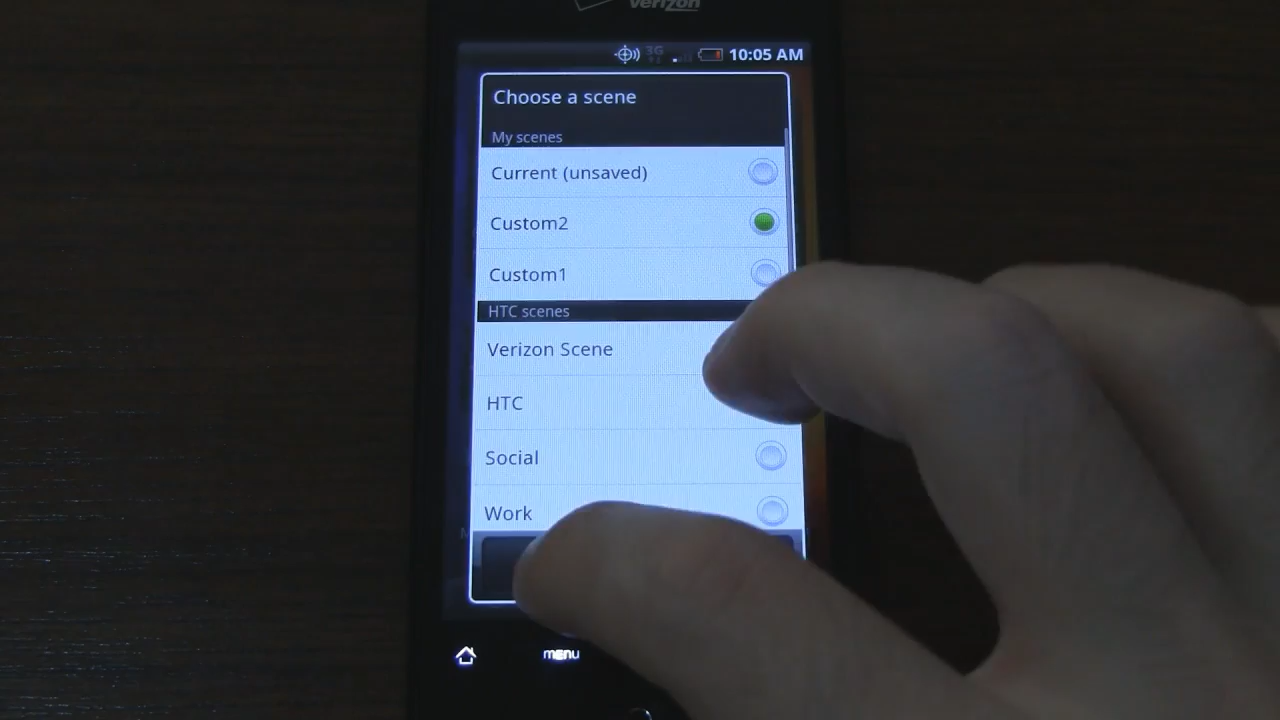 verizon
3G 10:05 AM
Choose a scene
My scenes
Current (unsaved)
Custom2
Custom1
HTC scenes
Verizon Scene
HTC
Social
Work
menu